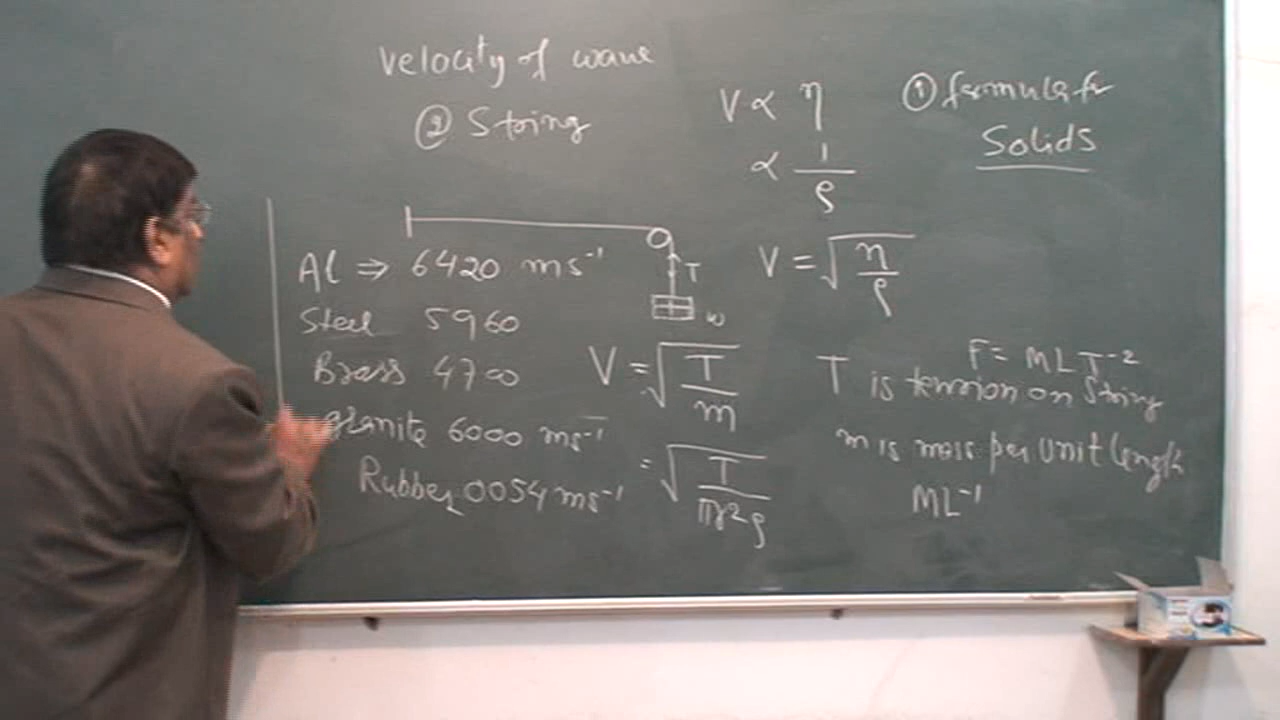 Velocity of wave
② String
V ∝ η
∝ 1/ρ
① formula fr
Solids
Al ⇒ 6420 ms⁻¹
Steel 5960
Brass 4700
granite 6000 ms⁻¹
Rubber 0054 ms⁻¹
T
w
V = √(η/ρ)
V = √(T/m)
= √(T/πr²ρ)
F = MLT⁻²
T is tension on String
m is mass per Unit length
ML⁻¹